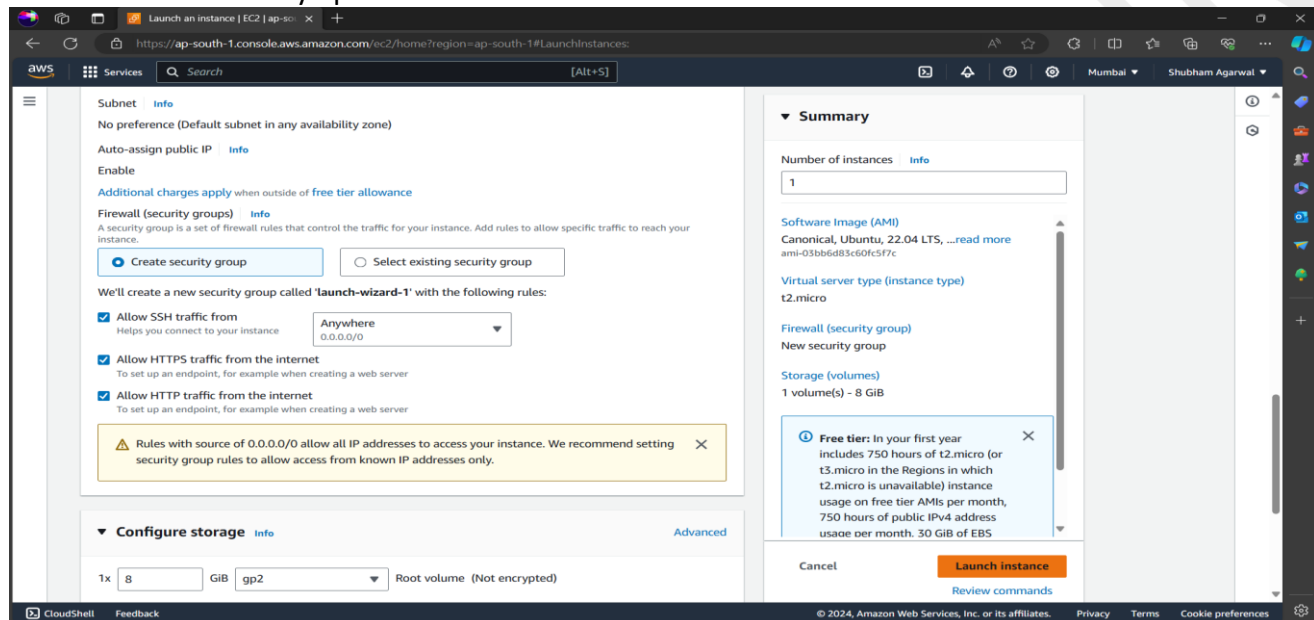 Launch an instance | EC2 | ap-so
https://ap-south-1.console.aws.amazon.com/ec2/home?region=ap-south-1#LaunchInstances:
aws
Services
Search
[Alt+S]
Mumbai
Shubham Agarwal
Subnet Info
No preference (Default subnet in any availability zone)
Auto-assign public IP Info
Enable
Additional charges apply when outside of free tier allowance
Firewall (security groups) Info
A security group is a set of firewall rules that control the traffic for your instance. Add rules to allow specific traffic to reach your
instance.
Create security group
Select existing security group
We'll create a new security group called 'launch-wizard-1' with the following rules:
Allow SSH traffic from
Helps you connect to your instance
Anywhere
0.0.0.0/0
Allow HTTPS traffic from the internet
To set up an endpoint, for example when creating a web server
Allow HTTP traffic from the internet
To set up an endpoint, for example when creating a web server
Rules with source of 0.0.0.0/0 allow all IP addresses to access your instance. We recommend setting
security group rules to allow access from known IP addresses only.
Configure storage Info
Advanced
1x 8 GiB gp2 Root volume (Not encrypted)
Summary
Number of instances Info
1
Software Image (AMI)
Canonical, Ubuntu, 22.04 LTS, ...read more
ami-03bb6d83c60fc5f7c
Virtual server type (instance type)
t2.micro
Firewall (security group)
New security group
Storage (volumes)
1 volume(s) - 8 GiB
Free tier: In your first year
includes 750 hours of t2.micro (or
t3.micro in the Regions in which
t2.micro is unavailable) instance
usage on free tier AMIs per month,
750 hours of public IPv4 address
usage per month, 30 GiB of EBS
Cancel
Launch instance
Review commands
CloudShell
Feedback
© 2024, Amazon Web Services, Inc. or its affiliates.
Privacy
Terms
Cookie preferences